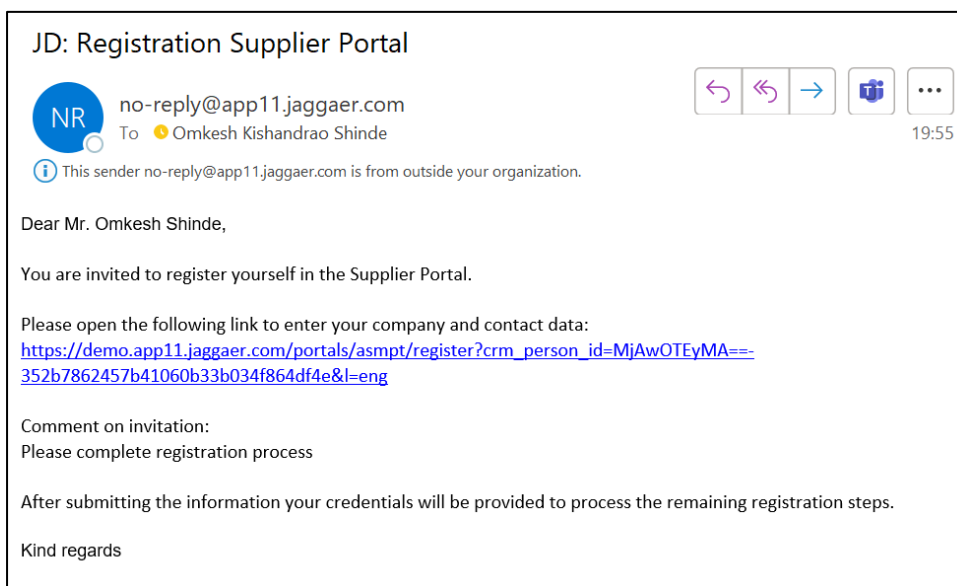 JD: Registration Supplier Portal
NR
no-reply@app11.jaggaer.com
To Omkesh Kishandrao Shinde
19:55
This sender no-reply@app11.jaggaer.com is from outside your organization.
Dear Mr. Omkesh Shinde,
You are invited to register yourself in the Supplier Portal.
Please open the following link to enter your company and contact data:
https://demo.app11.jaggaer.com/portals/asmpt/register?crm_person_id=MjAwOTEyMA==-
352b7862457b41060b33b034f864df4e&l=eng
Comment on invitation:
Please complete registration process
After submitting the information your credentials will be provided to process the remaining registration steps.
Kind regards